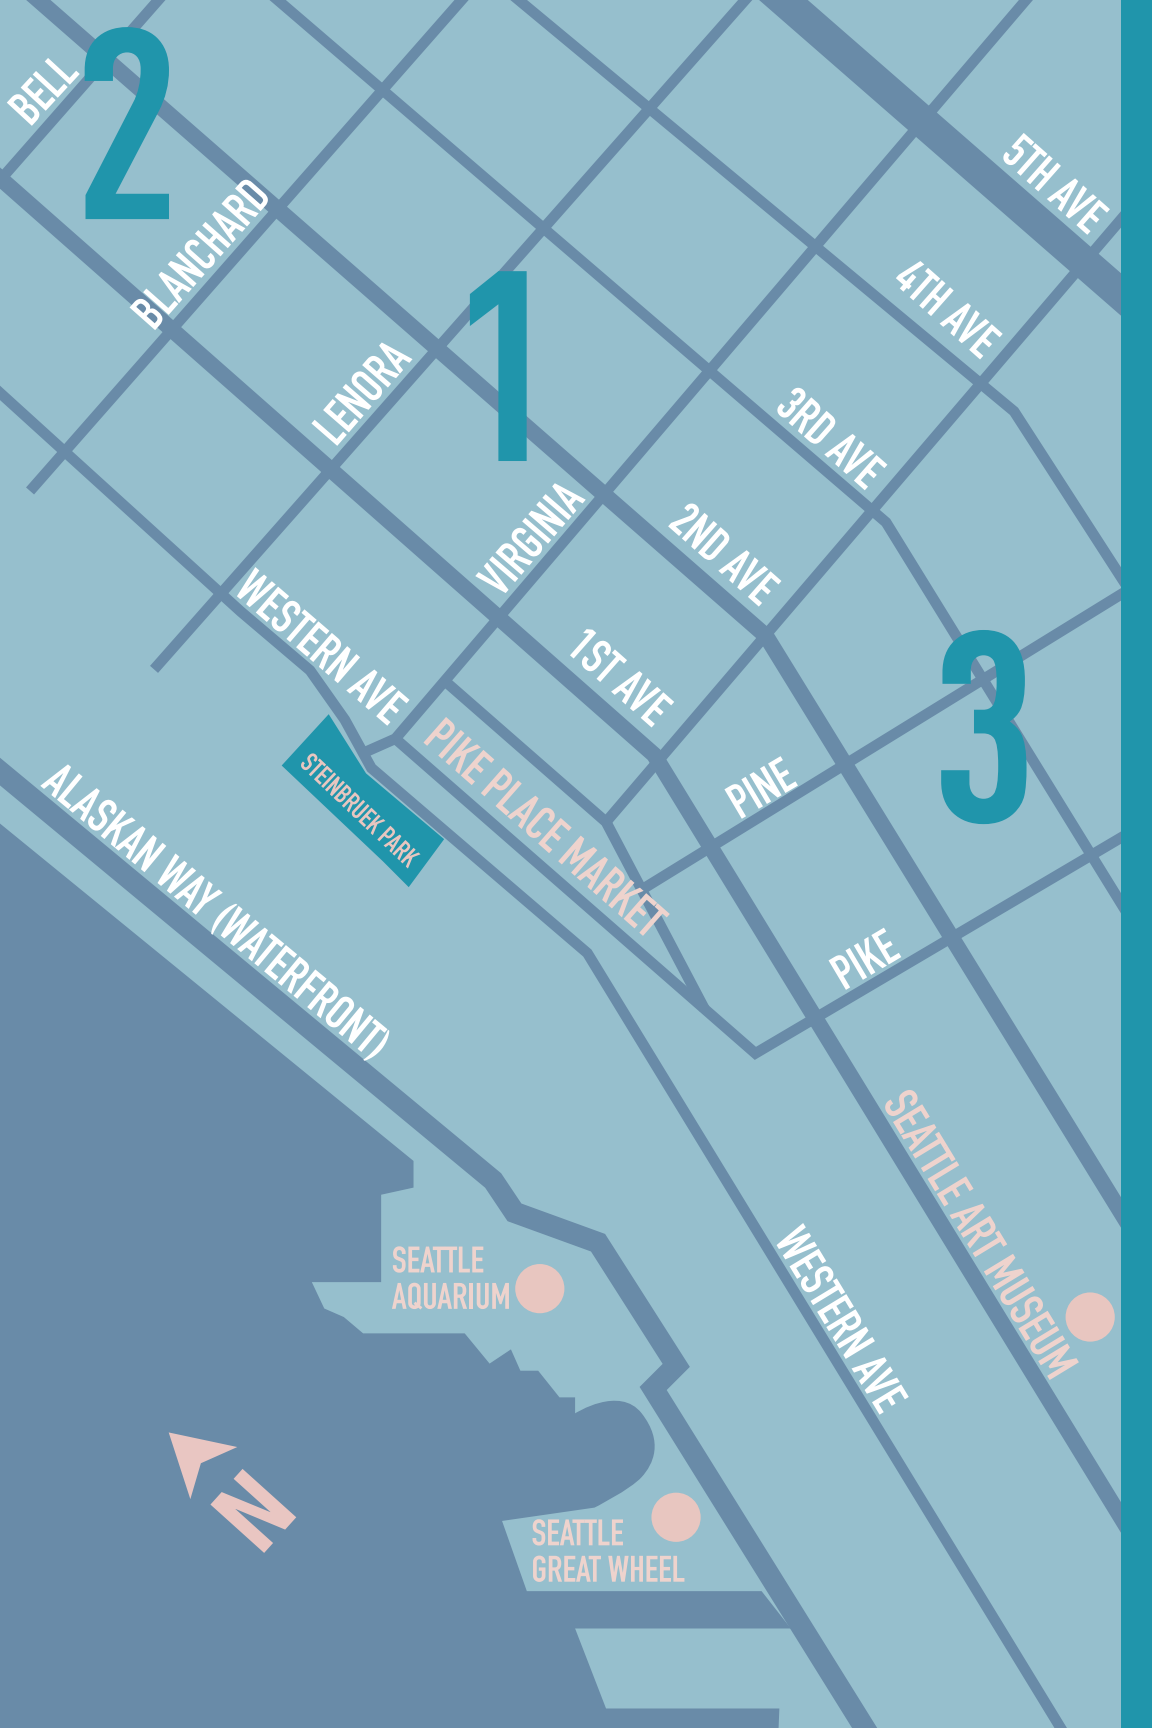 2
BELL
5TH AVE
BLANCHARD
4TH AVE
1
LENORA
3RD AVE
VIRGINIA
2ND AVE
WESTERN AVE
1ST AVE
3
PIKE PLACE MARKET
STEINBRUEK PARK
PINE
ALASKAN WAY (WATERFRONT)
PIKE
SEATTLE ART MUSEUM
SEATTLE
AQUARIUM
WESTERN AVE
N
SEATTLE
GREAT WHEEL